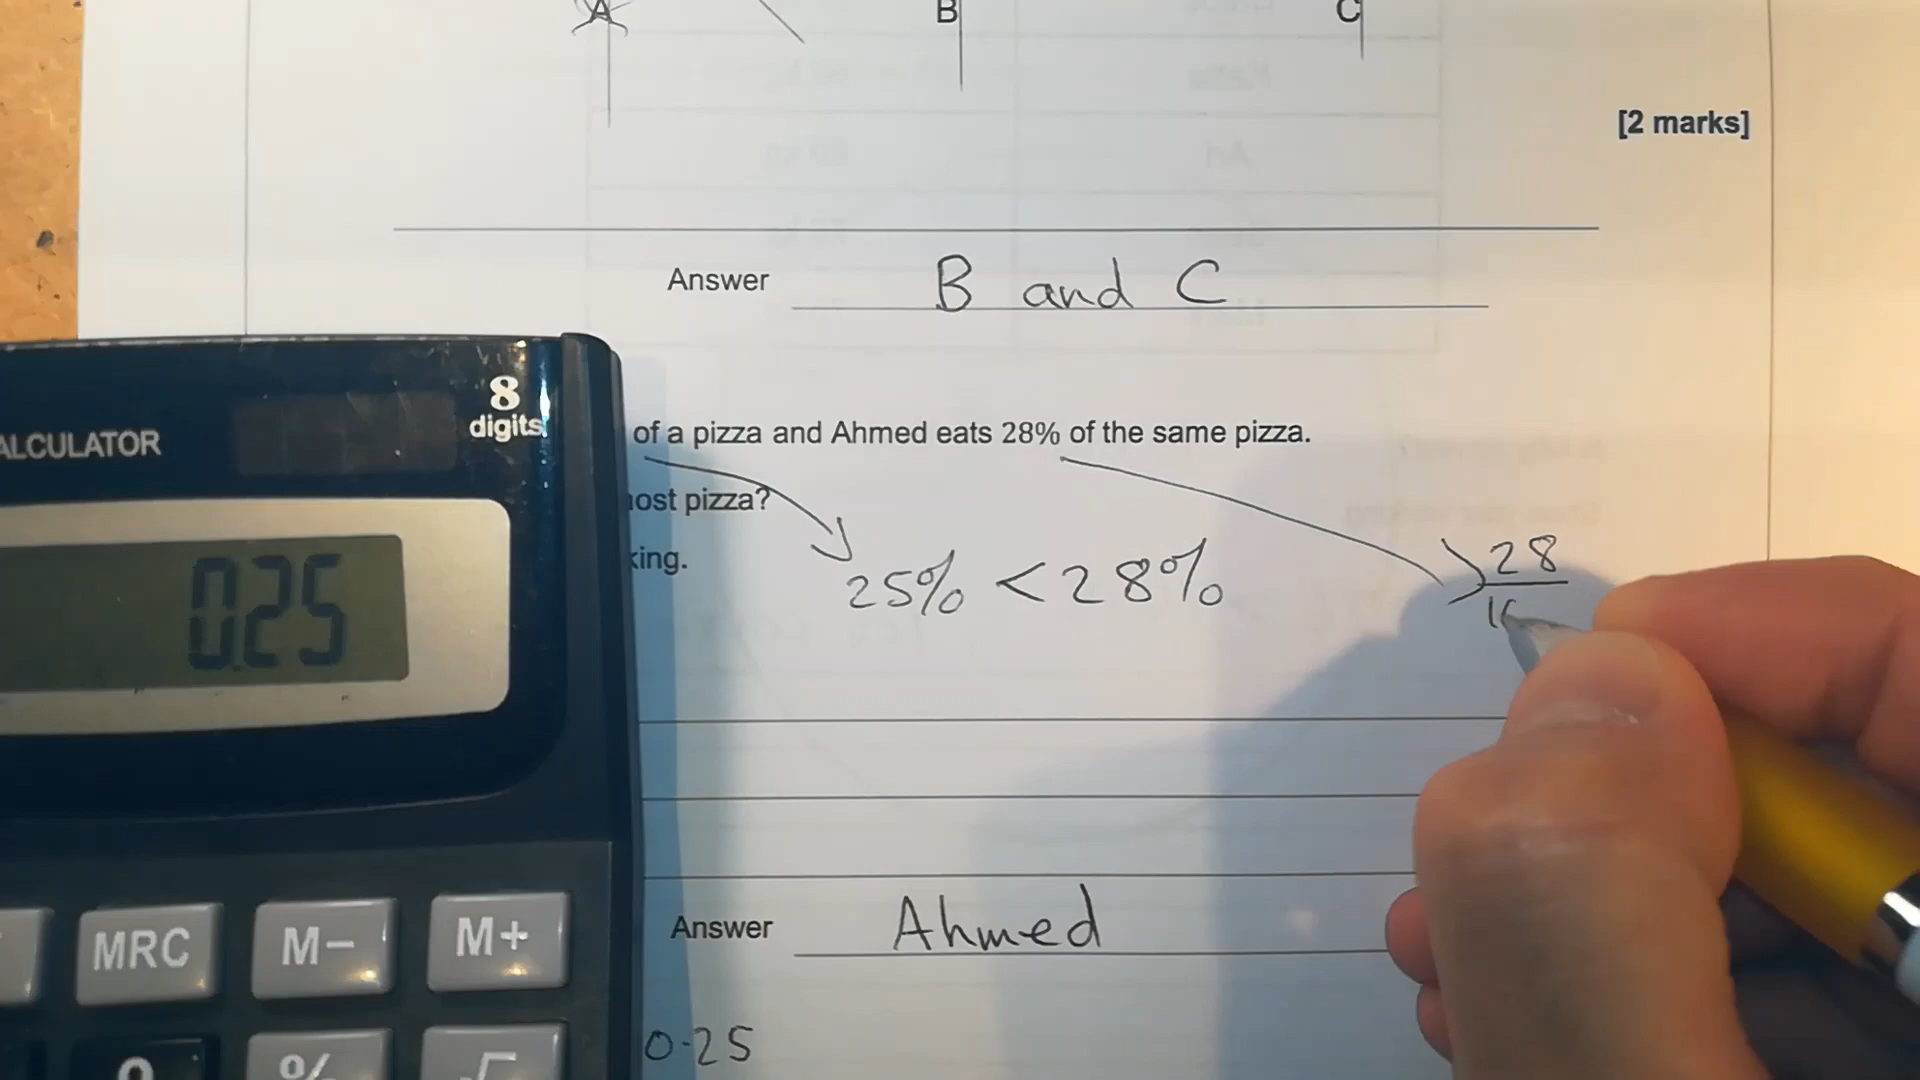 A B C
[2 marks]
Answer B and C
8
digits
ALCULATOR
of a pizza and Ahmed eats 28% of the same pizza.
ost pizza?
king.
0.25
25% < 28%
28
MRC M− M+
Answer Ahmed
0.25
% √